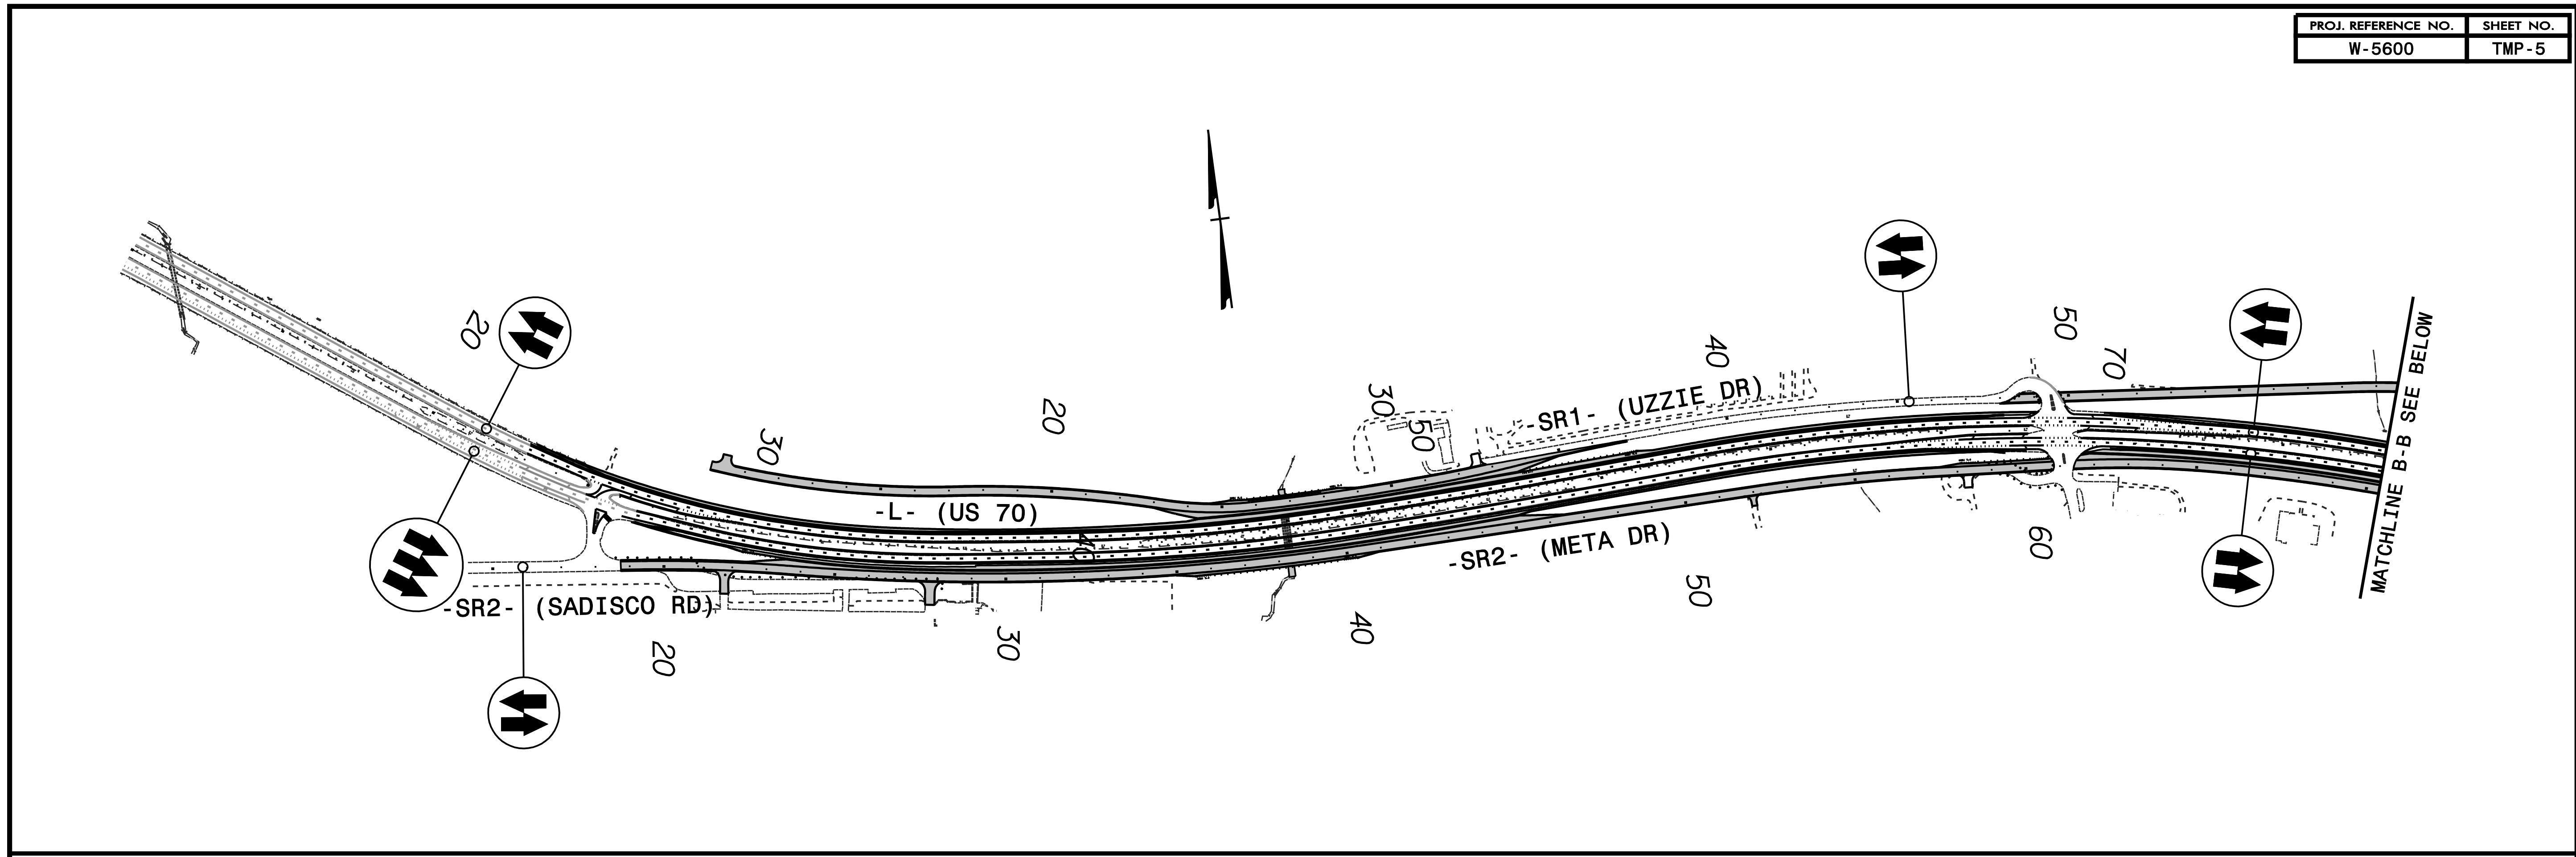 PROJ. REFERENCE NO. SHEET NO.
W-5600 TMP-5
20
30
20
-L- (US 70)
40
30
50
40
-SR1- (UZZIE DR)
50
70
MATCHLINE B-B SEE BELOW
-SR2- (META DR)
-SR2- (SADISCO RD)
20
30
40
50
60